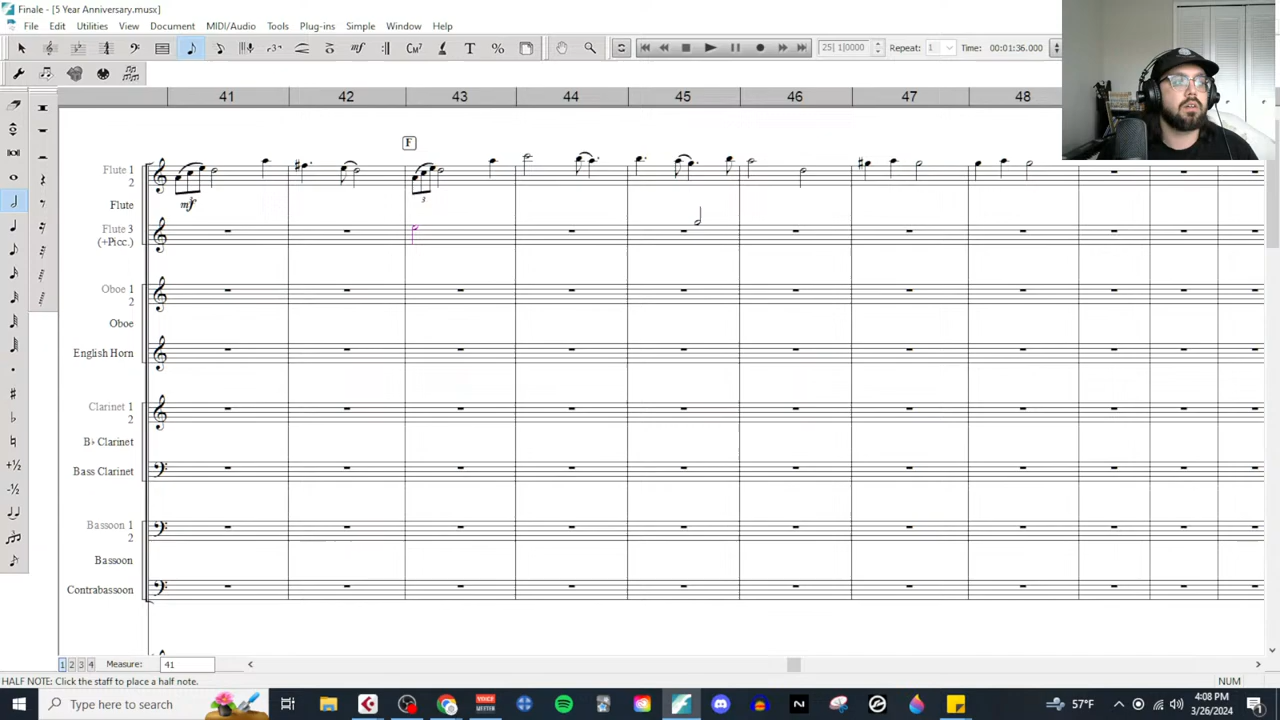 Finale - [5 Year Anniversary.musx]
File Edit Utilities View Document MIDI/Audio Tools Plug-ins Simple Window Help
25| 1|0000 Repeat: 1 Time: 00:01:36.000
41 42 43 44 45 46 47 48
F
Flute 1
2
mf
3
Flute
Flute 3
(+Picc.)
Oboe 1
2
Oboe
English Horn
Clarinet 1
2
B♭ Clarinet
Bass Clarinet
Bassoon 1
2
Bassoon
Contrabassoon
1 2 3 4 Measure: 41
HALF NOTE: Click the staff to place a half note. NUM
Type here to search
57°F
4:08 PM
3/26/2024